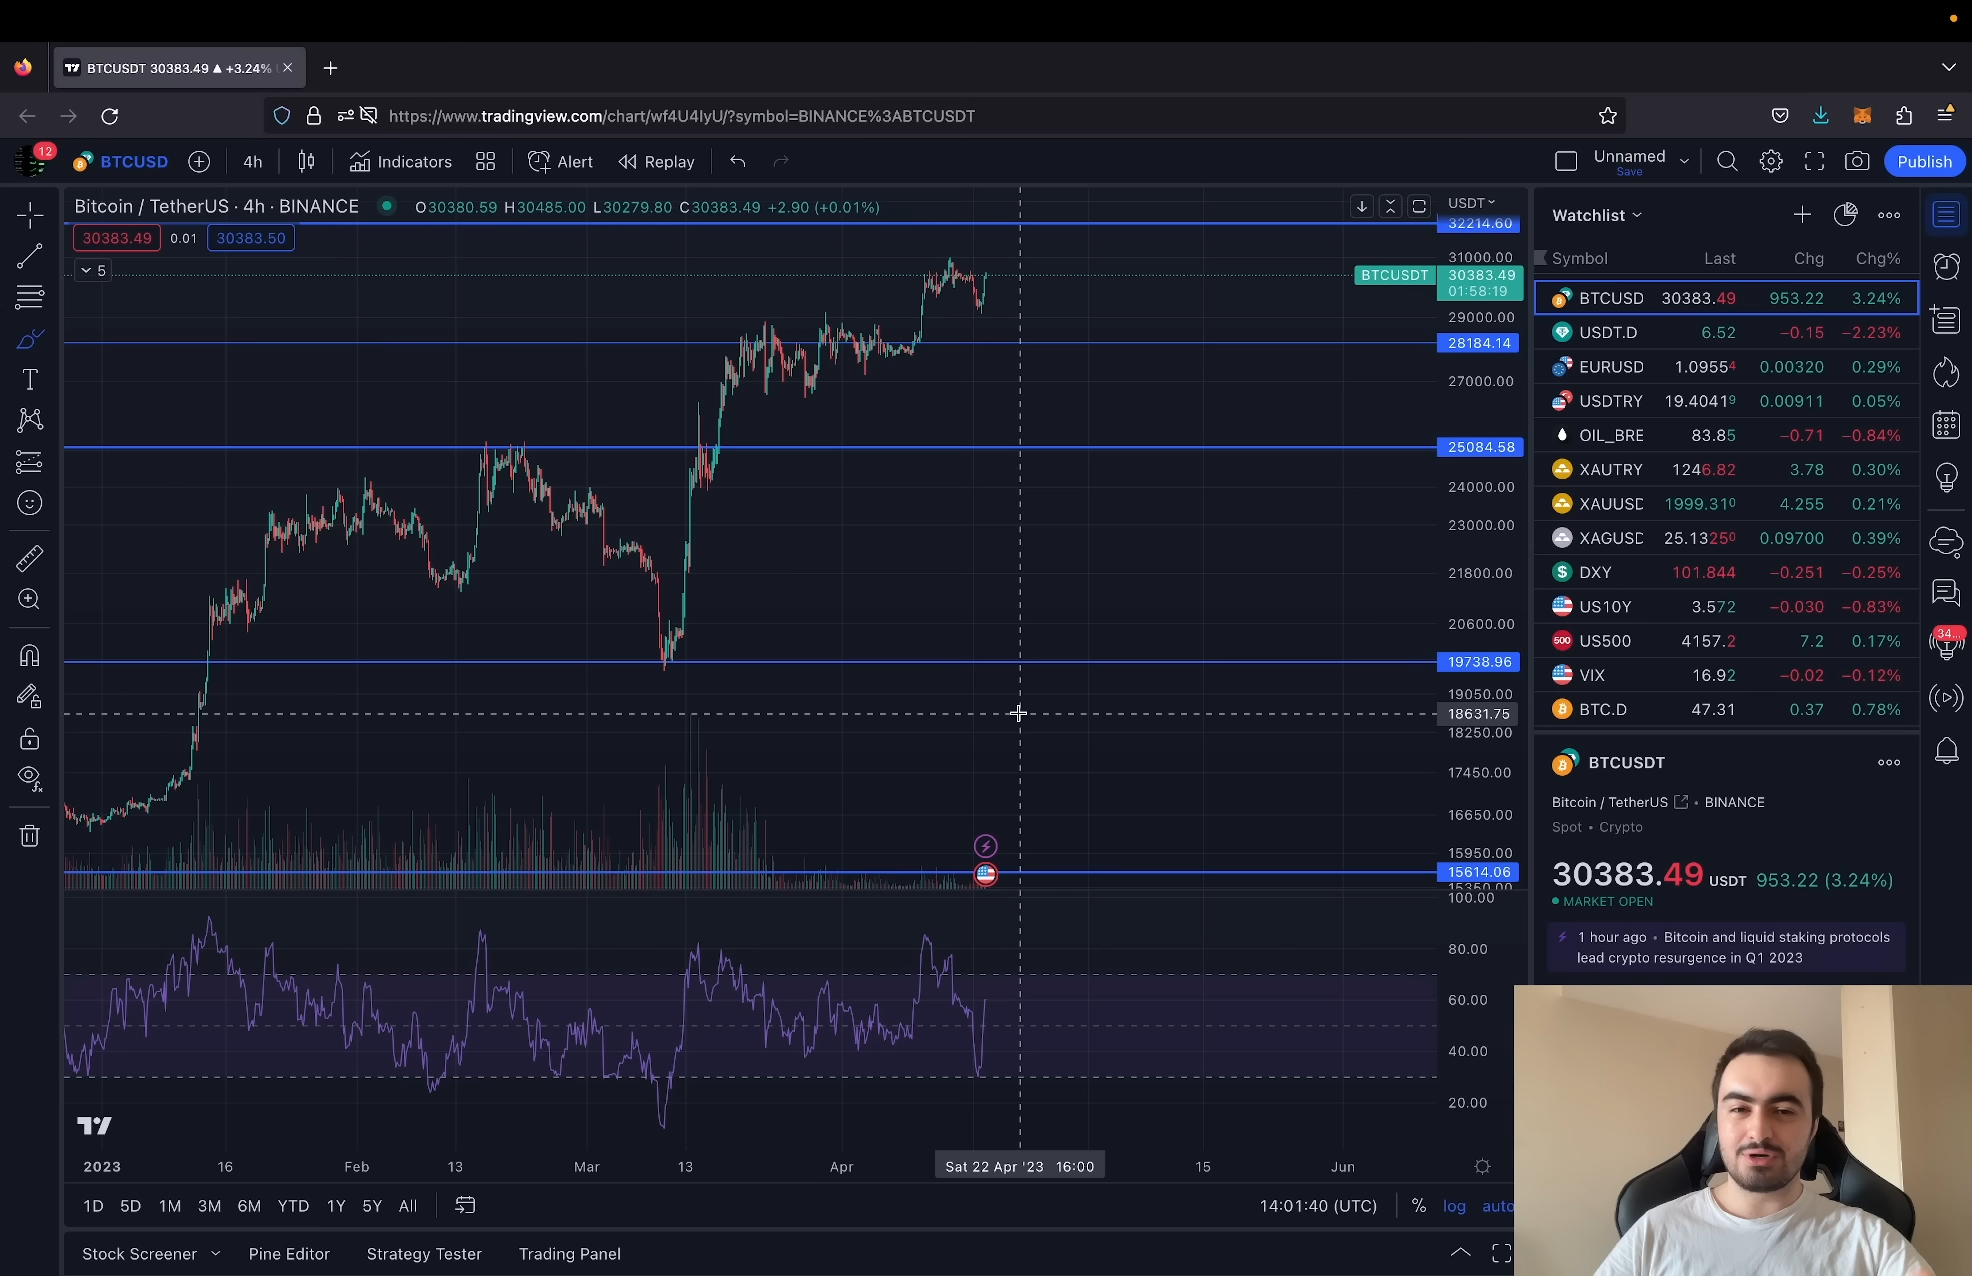 BTCUSDT 30383.49 ▲ +3.24%
https://www.tradingview.com/chart/wf4U4IyU/?symbol=BINANCE%3ABTCUSDT
12
BTCUSD
4h
Indicators
Alert
Replay
Unnamed
Save
Publish
Bitcoin / TetherUS · 4h · BINANCE
O30380.59 H30485.00 L30279.80 C30383.49 +2.90 (+0.01%)
30383.49 0.01 30383.50
5
USDT
32214.60
31000.00
BTCUSDT 30383.49
01:58:19
29000.00
28184.14
27000.00
25084.58
24000.00
23000.00
21800.00
20600.00
19738.96
19050.00
18631.75
18250.00
17450.00
16650.00
15950.00
15614.06
15350.00
100.00
80.00
60.00
40.00
20.00
2023 16 Feb 13 Mar 13 Apr Sat 22 Apr '23 16:00 15 Jun
1D 5D 1M 3M 6M YTD 1Y 5Y All
14:01:40 (UTC) % log auto
Stock Screener Pine Editor Strategy Tester Trading Panel
Watchlist
Symbol Last Chg Chg%
BTCUSD 30383.49 953.22 3.24%
USDT.D 6.52 −0.15 −2.23%
EURUSD 1.09554 0.00320 0.29%
USDTRY 19.40419 0.00911 0.05%
OIL_BRE 83.85 −0.71 −0.84%
XAUTRY 1246.82 3.78 0.30%
XAUUSD 1999.310 4.255 0.21%
XAGUSD 25.13250 0.09700 0.39%
DXY 101.844 −0.251 −0.25%
US10Y 3.572 −0.030 −0.83%
500 US500 4157.2 7.2 0.17%
VIX 16.92 −0.02 −0.12%
BTC.D 47.31 0.37 0.78%
34...
BTCUSDT
Bitcoin / TetherUS • BINANCE
Spot • Crypto
30383.49 USDT 953.22 (3.24%)
MARKET OPEN
1 hour ago • Bitcoin and liquid staking protocols
lead crypto resurgence in Q1 2023